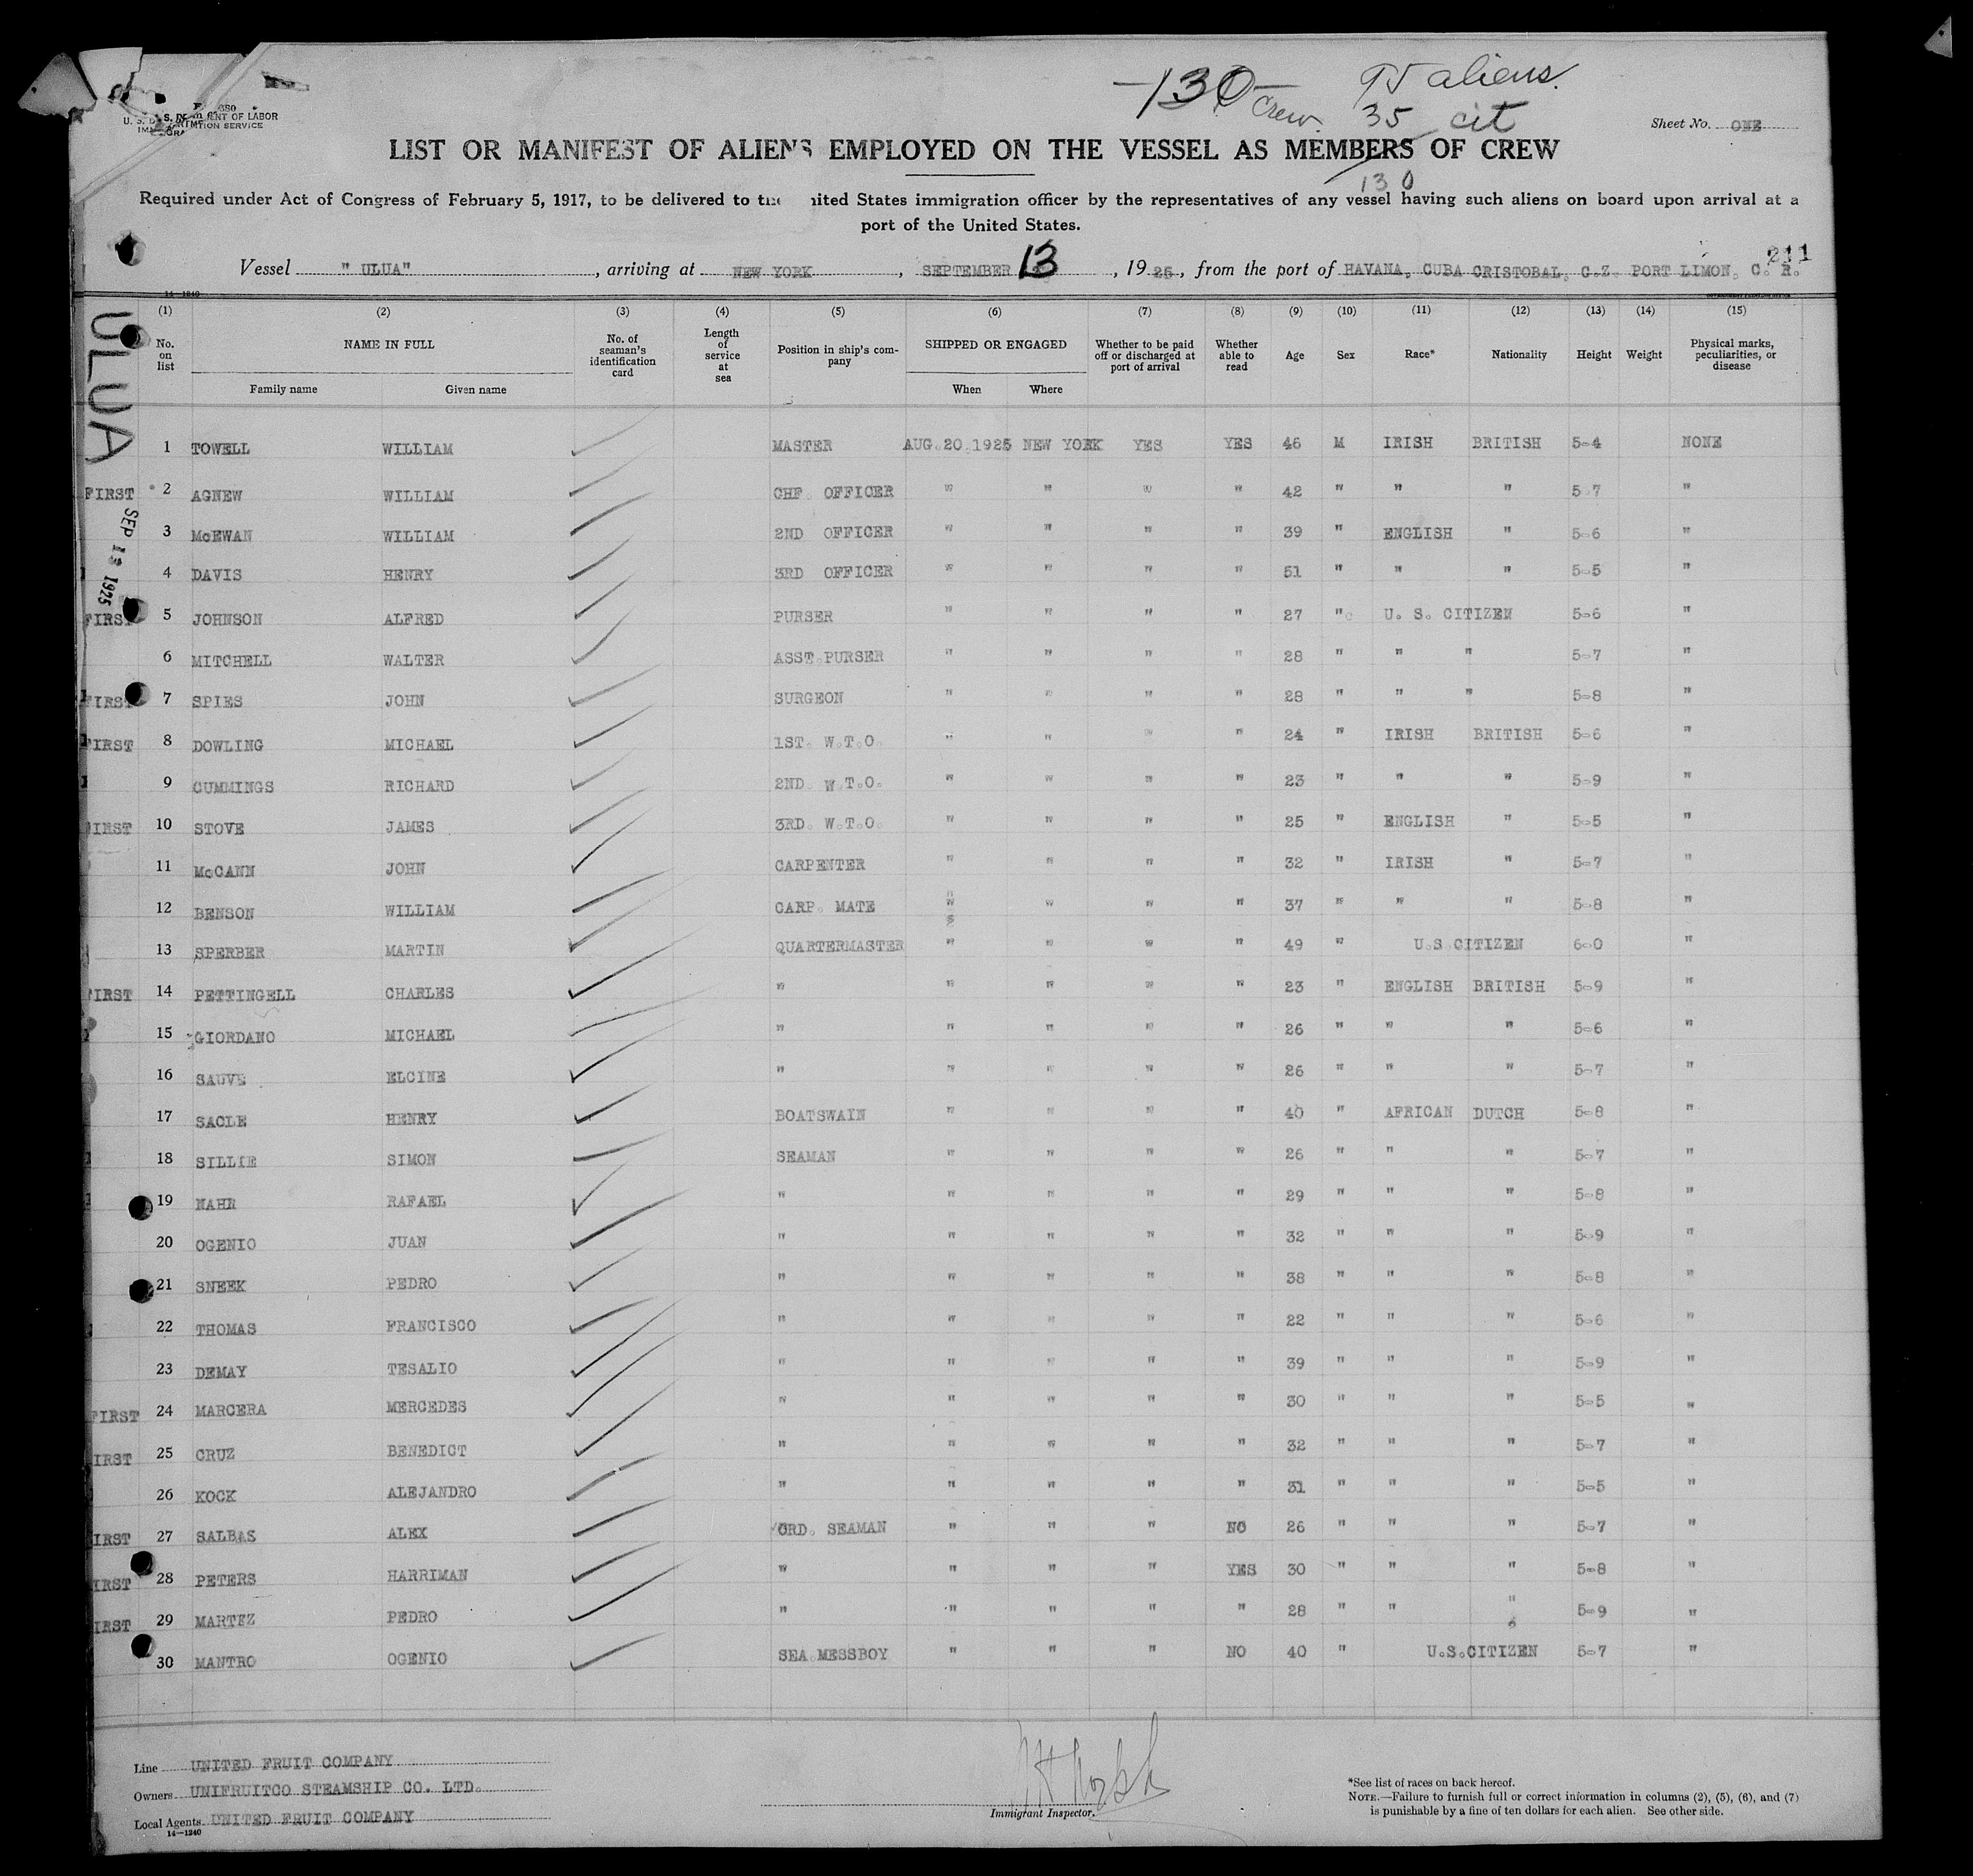 -130- 95 aliens.
Crew. 35 cit
130
U. S. DEPARTMENT OF LABOR
IMMIGRATION SERVICE
Sheet No. ONE
LIST OR MANIFEST OF ALIENS EMPLOYED ON THE VESSEL AS MEMBERS OF CREW
Required under Act of Congress of February 5, 1917, to be delivered to the United States immigration officer by the representatives of any vessel having such aliens on board upon arrival at a
port of the United States.
211
Vessel " ULUA" , arriving at NEW YORK , SEPTEMBER 13 , 1925 , from the port of HAVANA, CUBA CRISTOBAL, C.Z. PORT LIMON, C. R.
14-1240
(1) (2) (3) (4) (5) (6) (7) (8) (9) (10) (11) (12) (13) (14) (15)
No. on list NAME IN FULL Family name Given name No. of seaman's identification card Length of service at sea Position in ship's company SHIPPED OR ENGAGED When Where Whether to be paid off or discharged at port of arrival Whether able to read Age Sex Race* Nationality Height Weight Physical marks, peculiarities, or disease
ULUA
SEP 13 1925
1 TOWELL WILLIAM MASTER AUG.20.1925 NEW YORK YES YES 46 M IRISH BRITISH 5-4 NONE
FIRST 2 AGNEW WILLIAM CHF. OFFICER " " " " 42 " " " 5-7 "
3 McEWAN WILLIAM 2ND OFFICER " " " " 39 " ENGLISH " 5-6 "
4 DAVIS HENRY 3RD OFFICER " " " " 51 " " " 5-5 "
FIRST 5 JOHNSON ALFRED PURSER " " " " 27 " U. S. CITIZEN 5-6 "
6 MITCHELL WALTER ASST.PURSER " " " " 28 " " " 5-7 "
FIRST 7 SPIES JOHN SURGEON " " " " 28 " " " 5-8 "
FIRST 8 DOWLING MICHAEL 1ST. W.T.O. " " " " 24 " IRISH BRITISH 5-6 "
9 CUMMINGS RICHARD 2ND. W.T.O. " " " " 23 " " " 5-9 "
FIRST 10 STOVE JAMES 3RD. W.T.O. " " " " 25 " ENGLISH " 5-5 "
11 McCANN JOHN CARPENTER " " " " 32 " IRISH " 5-7 "
12 BENSON WILLIAM CARP. MATE " " " " 37 " " " 5-8 "
13 SPERBER MARTIN QUARTERMASTER " " " " 49 " U.S.CITIZEN 6-0 "
FIRST 14 PETTINGELL CHARLES " " " " " 23 " ENGLISH BRITISH 5-9 "
15 GIORDANO MICHAEL " " " " " 26 " " " 5-6 "
16 SAUVE ELCINE " " " " " 26 " " " 5-7 "
17 SACLE HENRY BOATSWAIN " " " " 40 " AFRICAN DUTCH 5-8 "
18 SILLIE SIMON SEAMAN " " " " 26 " " " 5-7 "
19 NAHR RAFAEL " " " " " 29 " " " 5-8 "
20 OGENIO JUAN " " " " " 32 " " " 5-9 "
21 SNEEK PEDRO " " " " " 38 " " " 5-8 "
22 THOMAS FRANCISCO " " " " " 22 " " " 5-6 "
23 DEMAY TESALIO " " " " " 39 " " " 5-9 "
FIRST 24 MARCERA MERCEDES " " " " " 30 " " " 5-5 "
FIRST 25 CRUZ BENEDICT " " " " " 32 " " " 5-7 "
26 KOCK ALEJANDRO " " " " " 31 " " " 5-5 "
FIRST 27 SALBAS ALEX ORD. SEAMAN " " " NO 26 " " " 5-7 "
FIRST 28 PETERS HARRIMAN " " " " YES 30 " " " 5-8 "
FIRST 29 MARTEZ PEDRO " " " " " 28 " " " 5-9 "
30 MANTRO OGENIO SEA.MESSBOY " " " NO 40 " U.S.CITIZEN 5-7 "
Line UNITED FRUIT COMPANY
Owners UNIFRUITCO STEAMSHIP CO. LTD.
Local Agents UNITED FRUIT COMPANY
14-1240
Immigrant Inspector.
*See list of races on back hereof.
NOTE.—Failure to furnish full or correct information in columns (2), (5), (6), and (7)
is punishable by a fine of ten dollars for each alien. See other side.